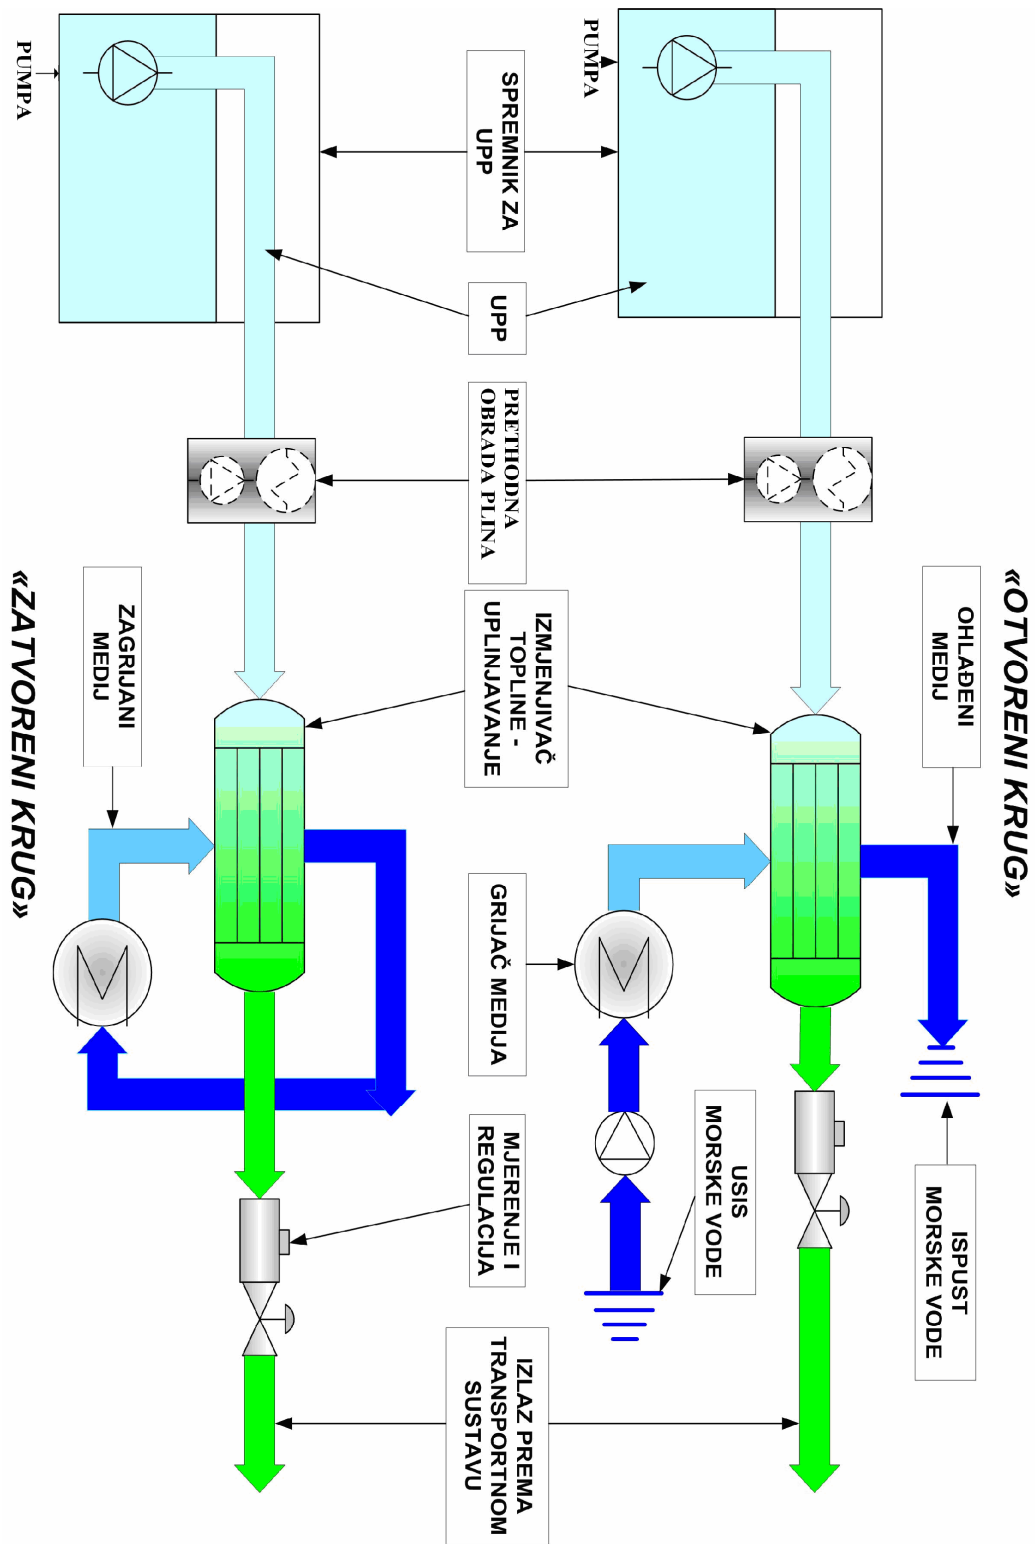 «OTVORENI KRUG»
OHLAĐENI
MEDIJ
ISPUST
MORSKE VODE
USIS
MORSKE VODE
PUMPA
SPREMNIK ZA
UPP
UPP
PRETHODNA
OBRADA PLINA
IZMJENJIVAČ
TOPLINE -
UPLINJAVANJE
GRIJAČ MEDIJA
MJERENJE I
REGULACIJA
IZLAZ PREMA
TRANSPORTNOM
SUSTAVU
ZAGRIJANI
MEDIJ
PUMPA
«ZATVORENI KRUG»